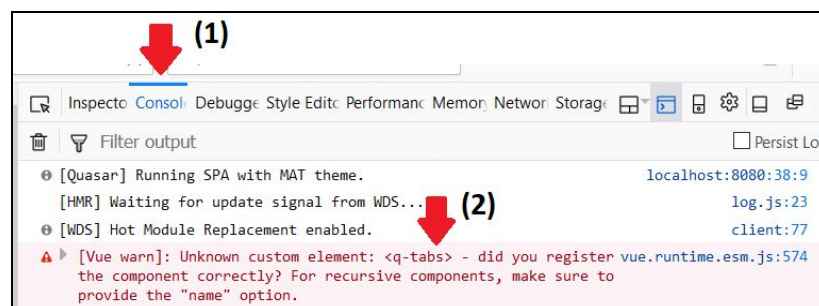 (1)
Inspecto Consol Debugge Style Edito Performanc Memor Networ Storage
Filter output Persist Lo
[Quasar] Running SPA with MAT theme. localhost:8080:38:9
[HMR] Waiting for update signal from WDS... log.js:23
(2)
[WDS] Hot Module Replacement enabled. client:77
[Vue warn]: Unknown custom element: <q-tabs> - did you register vue.runtime.esm.js:574
the component correctly? For recursive components, make sure to
provide the "name" option.